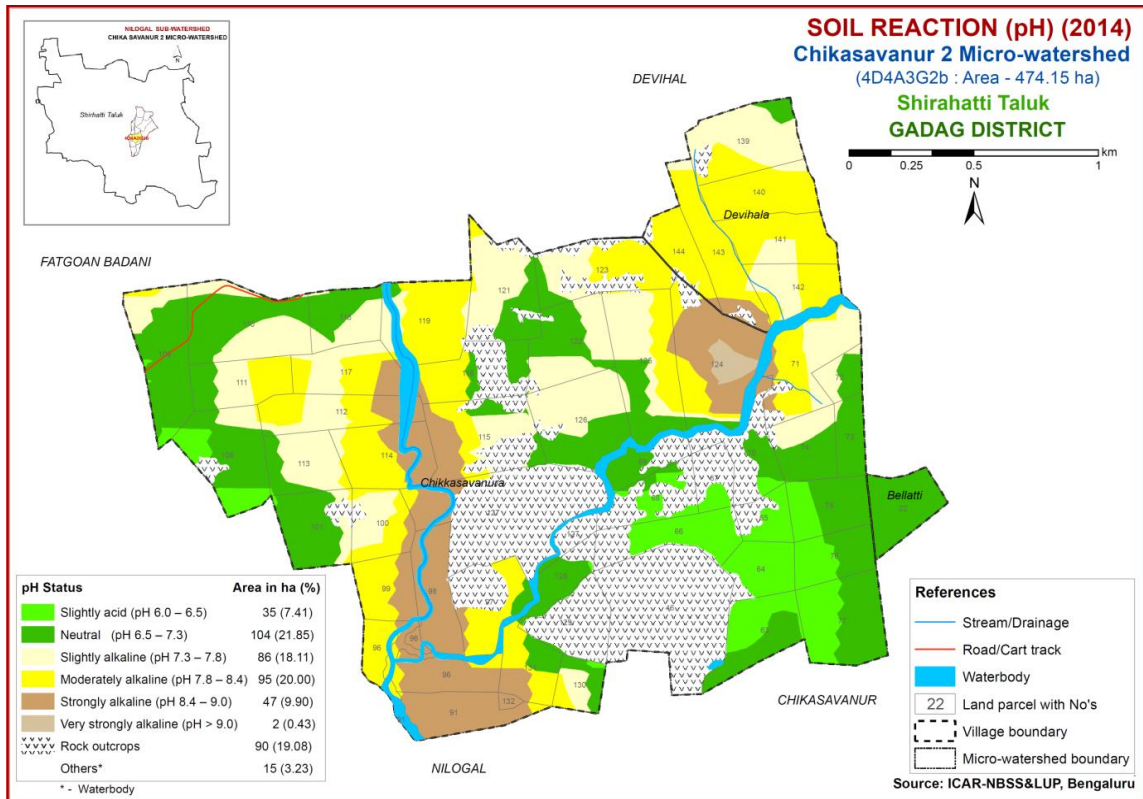 NILOGAL SUB-WATERSHED
CHIKA SAVANUR 2 MICRO-WATERSHED
N
Shirhatti Taluk
SOIL REACTION (pH) (2014)
Chikasavanur 2 Micro-watershed
(4D4A3G2b : Area - 474.15 ha)
Shirahatti Taluk
GADAG DISTRICT
0 0.25 0.5 1
km
N
DEVIHAL
FATGOAN BADANI
139
140
Devihala
141
144
143
142
123
121
119
124
71
111
117
112
126
115
114
113
Chikkasavanura
100
Bellatti
22
66
64
99
98
96
96
96
91
132
130
63
CHIKASAVANUR
NILOGAL
pH Status Area in ha (%)
Slightly acid (pH 6.0 – 6.5) 35 (7.41)
Neutral (pH 6.5 – 7.3) 104 (21.85)
Slightly alkaline (pH 7.3 – 7.8) 86 (18.11)
Moderately alkaline (pH 7.8 – 8.4) 95 (20.00)
Strongly alkaline (pH 8.4 – 9.0) 47 (9.90)
Very strongly alkaline (pH > 9.0) 2 (0.43)
Rock outcrops 90 (19.08)
Others* 15 (3.23)
* - Waterbody
References
Stream/Drainage
Road/Cart track
Waterbody
22 Land parcel with No's
Village boundary
Micro-watershed boundary
Source: ICAR-NBSS&LUP, Bengaluru